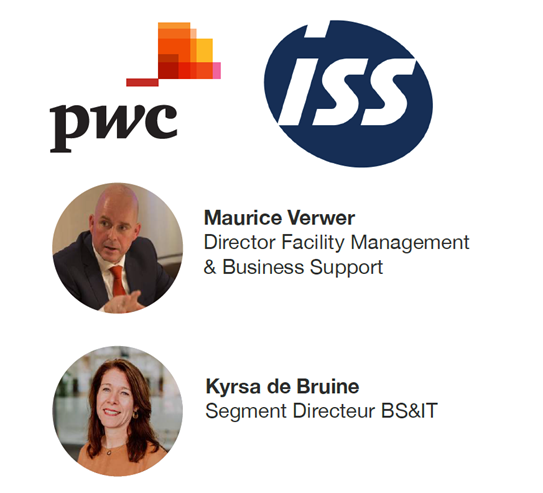 pwc
iss
Maurice Verwer
Director Facility Management
& Business Support
Kyrsa de Bruine
Segment Directeur BS&IT